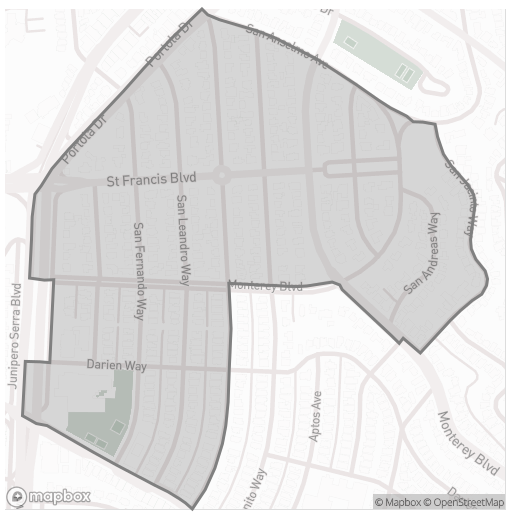 Dr
Portola Dr
San Anselmo Ave
Portola Dr
St Francis Blvd
San Jacinto Way
San Leandro Way
San Fernando Way
San Andreas Way
Monterey Blvd
Junipero Serra Blvd
Darien Way
Aptos Ave
Monterey Blvd
nito Way
D
mapbox
© Mapbox © OpenStreetMap